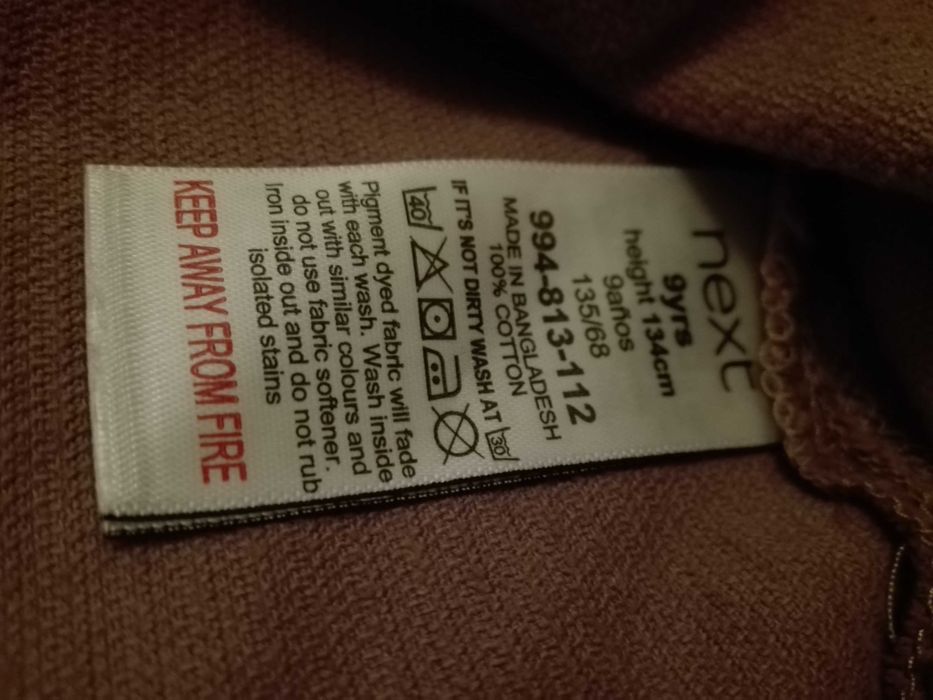 next
9yrs
height 134cm
9años
135/68
994-813-112
MADE IN BANGLADESH
100% COTTON
IF IT'S NOT DIRTY WASH AT 30
40
Pigment dyed fabric will fade
with each wash. Wash inside
out with similar colours and
do not use fabric softener.
Iron inside out and do not rub
isolated stains
KEEP AWAY FROM FIRE